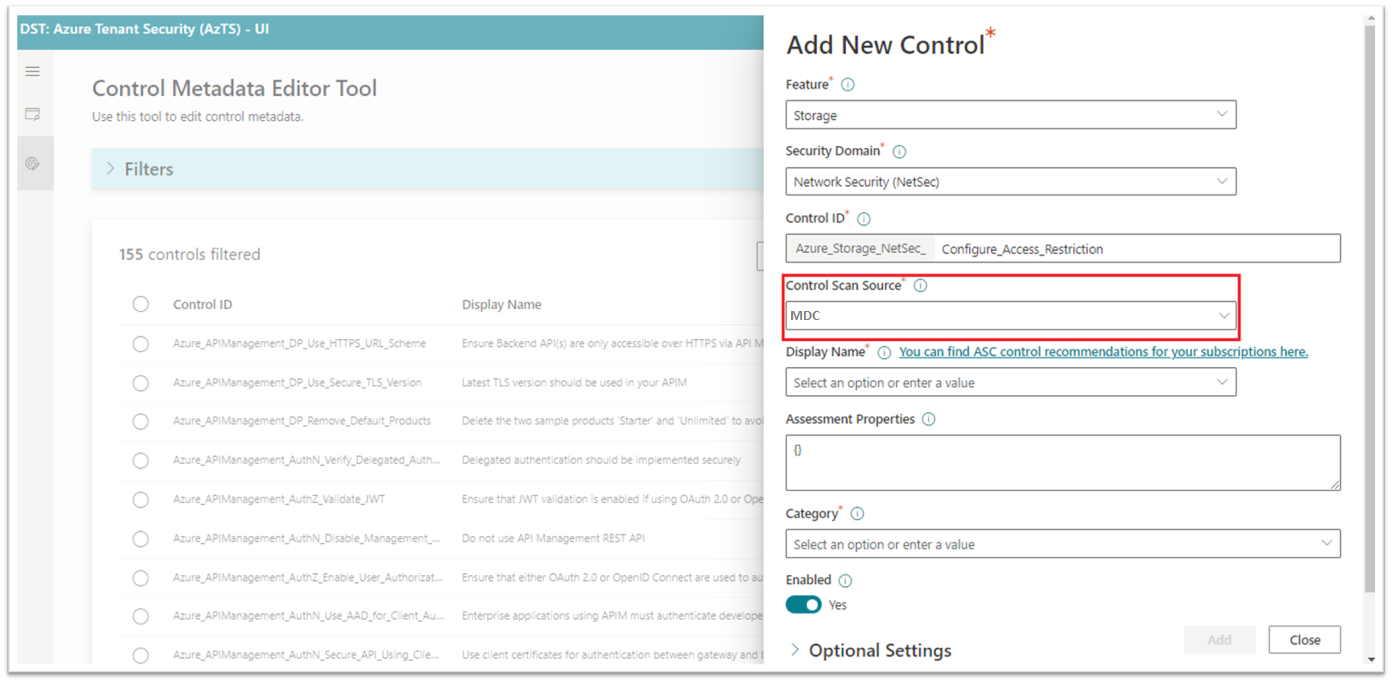 DST: Azure Tenant Security (AzTS) - UI
Control Metadata Editor Tool
Use this tool to edit control metadata.
Filters
155 controls filtered
Control ID Display Name
Azure_APIManagement_DP_Use_HTTPS_URL_Scheme Ensure Backend API(s) are only accessible over HTTPS via API M
Azure_APIManagement_DP_Use_Secure_TLS_Version Latest TLS version should be used in your APIM
Azure_APIManagement_DP_Remove_Default_Products Delete the two sample products 'Starter' and 'Unlimited' to avoi
Azure_APIManagement_AuthN_Verify_Delegated_Auth... Delegated authentication should be implemented securely
Azure_APIManagement_AuthZ_Validate_JWT Ensure that JWT validation is enabled if using OAuth 2.0 or Ope
Azure_APIManagement_AuthN_Disable_Management_... Do not use API Management REST API
Azure_APIManagement_AuthZ_Enable_User_Authorizat... Ensure that either OAuth 2.0 or OpenID Connect are used to au
Azure_APIManagement_AuthN_Use_AAD_for_Client_Au... Enterprise applications using APIM must authenticate develope
Azure_APIManagement_AuthN_Secure_API_Using_Clie... Use client certificates for authentication between gateway and b
Add New Control*
Feature*
Storage
Security Domain*
Network Security (NetSec)
Control ID*
Azure_Storage_NetSec_ Configure_Access_Restriction
Control Scan Source*
MDC
Display Name* You can find ASC control recommendations for your subscriptions here.
Select an option or enter a value
Assessment Properties
{}
Category*
Select an option or enter a value
Enabled
Yes
Optional Settings
Add Close